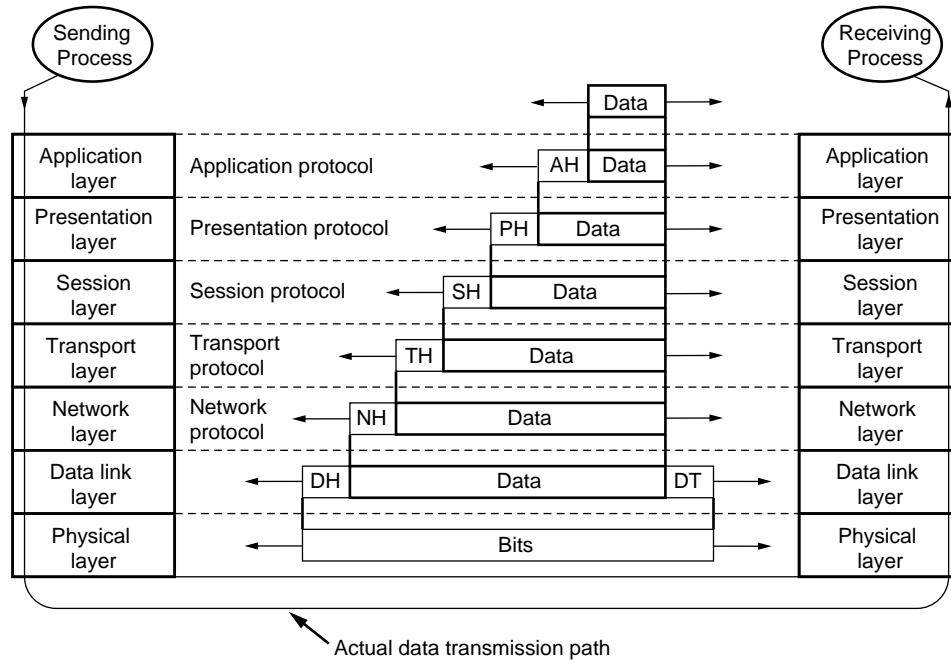 Sending
Process
Receiving
Process
Data
Application
layer
Application protocol
AH
Data
Application
layer
Presentation
layer
Presentation protocol
PH
Data
Presentation
layer
Session
layer
Session protocol
SH
Data
Session
layer
Transport
layer
Transport
protocol
TH
Data
Transport
layer
Network
layer
Network
protocol
NH
Data
Network
layer
Data link
layer
DH
Data
DT
Data link
layer
Physical
layer
Bits
Physical
layer
Actual data transmission path